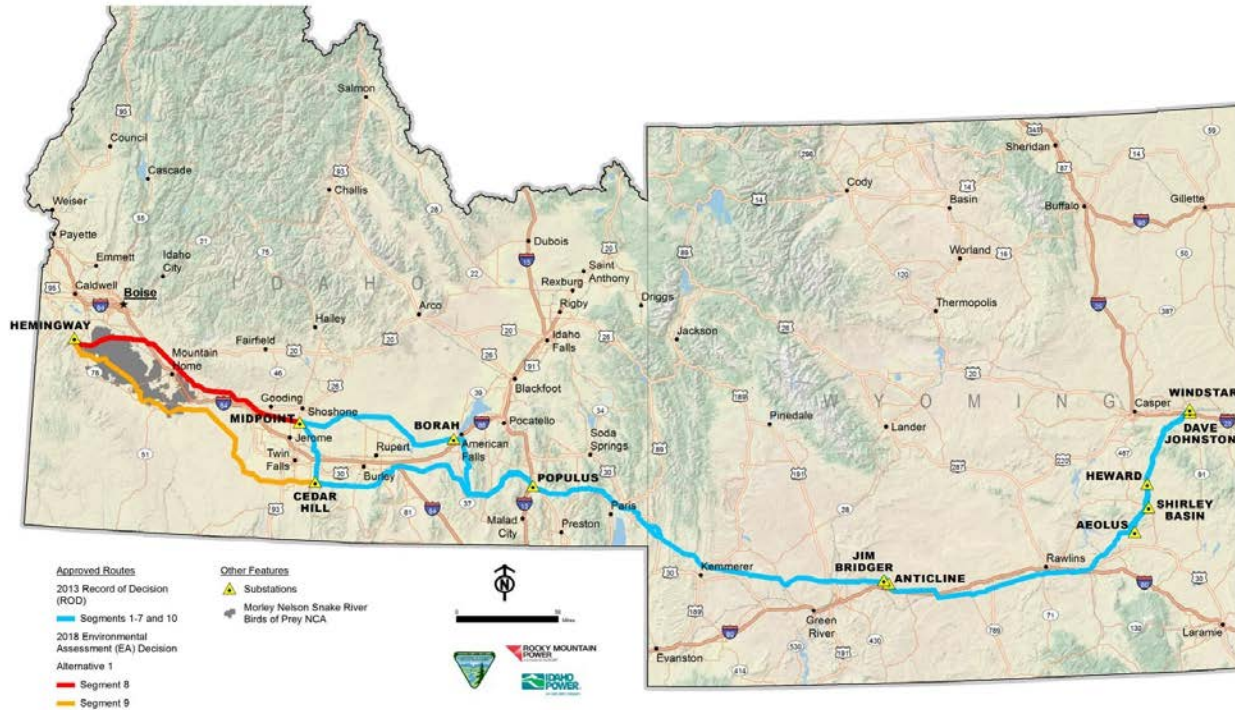 Salmon
Council
Cascade
Challis
Weiser
Payette
Emmett
Idaho
City
Caldwell
Boise
IDAHO
HEMINGWAY
Mountain
Home
Fairfield
Hailey
Arco
Dubois
Saint
Anthony
Rexburg
Rigby
Driggs
Idaho
Falls
Blackfoot
Gooding
Shoshone
MIDPOINT
Jerome
Twin
Falls
Rupert
Burley
CEDAR
HILL
BORAH
American
Falls
Pocatello
Soda
Springs
POPULUS
Malad
City
Preston
Paris
Sheridan
Cody
Basin
Buffalo
Gillette
Worland
Thermopolis
Jackson
WYOMING
Pinedale
Lander
Casper
WINDSTAR
DAVE
JOHNSTON
HEWARD
SHIRLEY
BASIN
AEOLUS
Kemmerer
JIM
BRIDGER
ANTICLINE
Rawlins
Green
River
Evanston
Laramie
Approved Routes
2013 Record of Decision
(ROD)
Segments 1-7 and 10
2018 Environmental
Assessment (EA) Decision
Alternative 1
Segment 8
Segment 9
Other Features
Substations
Morley Nelson Snake River
Birds of Prey NCA
N
0 50
Miles
ROCKY MOUNTAIN
POWER
IDAHO
POWER